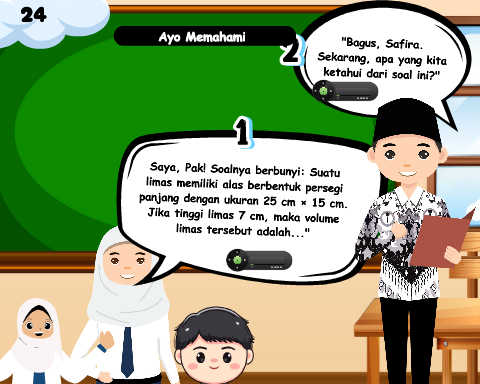 24
Ayo Memahami
1
Saya, Pak! Soalnya berbunyi: Suatu
limas memiliki alas berbentuk persegi
panjang dengan ukuran 25 cm × 15 cm.
Jika tinggi limas 7 cm, maka volume
limas tersebut adalah..."
2
"Bagus, Safira.
Sekarang, apa yang kita
ketahui dari soal ini?"